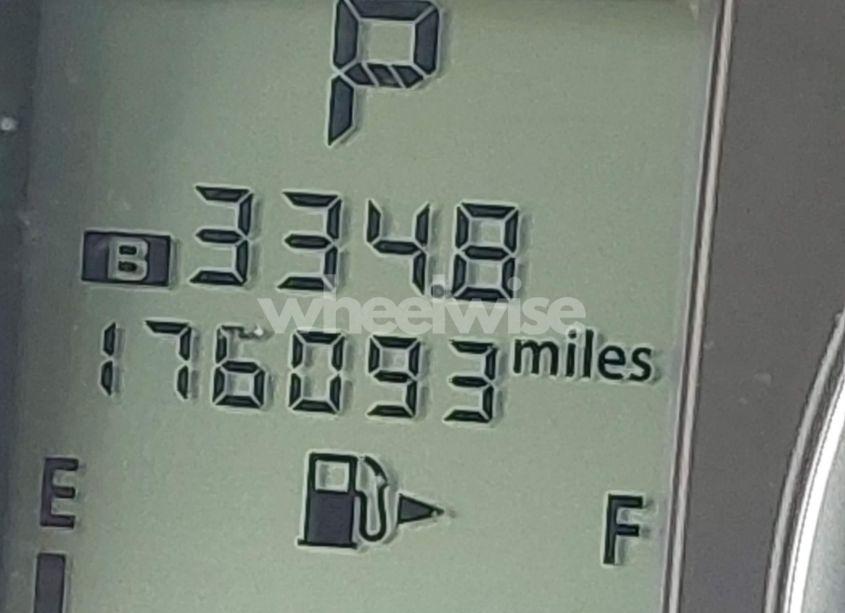 P
B 334.8
wheelwise
176093 miles
E F